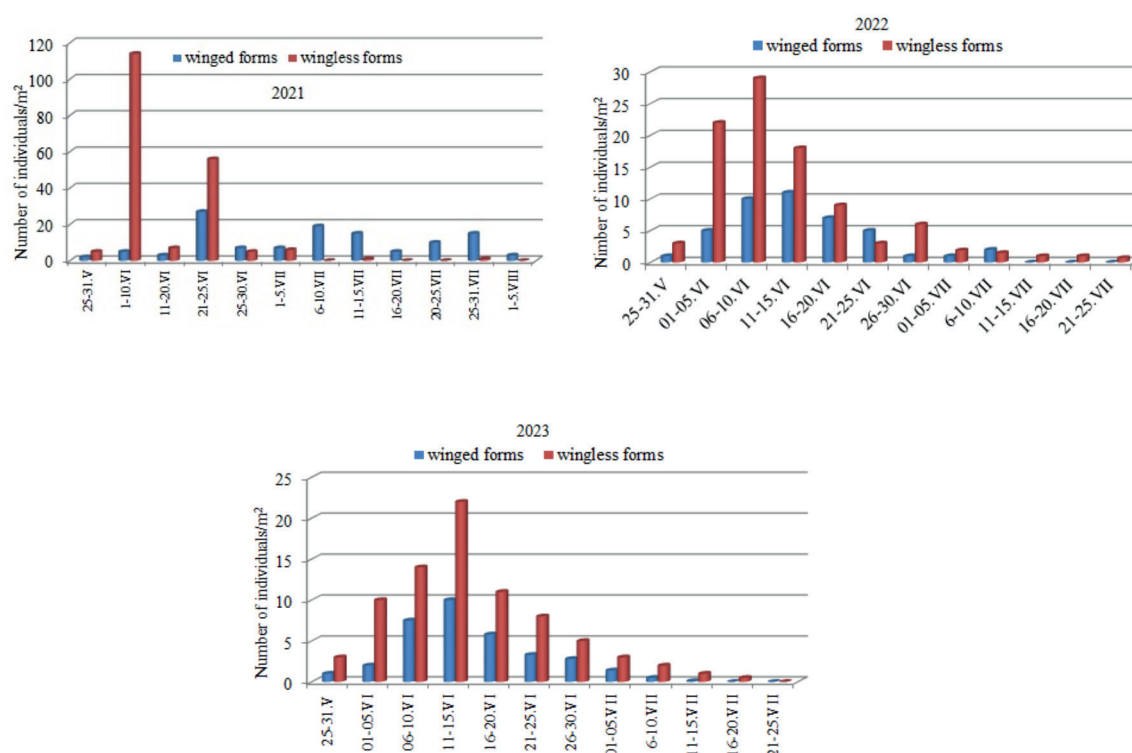 120
100
80
60
40
20
0
Number of individuals/m²
winged forms wingless forms
2021
25-31.V
1-10.VI
11-20.VI
21-25.VI
25-30.VI
1-5.VII
6-10.VII
11-15.VII
16-20.VII
20-25.VII
25-31.VII
1-5.VIII
2022
winged forms wingless forms
30
25
20
15
10
5
0
Nimber of individuals/m²
25-31.V
01-05.VI
06-10.VI
11-15.VI
16-20.VI
21-25.VI
26-30.VI
01-05.VII
6-10.VII
11-15.VII
16-20.VII
21-25.VII
2023
winged forms wingless forms
25
20
15
10
5
0
Number of individuals/m²
25-31.V
01-05.VI
06-10.VI
11-15.VI
16-20.VI
21-25.VI
26-30.VI
01-05.VII
6-10.VII
11-15.VII
16-20.VII
21-25.VII